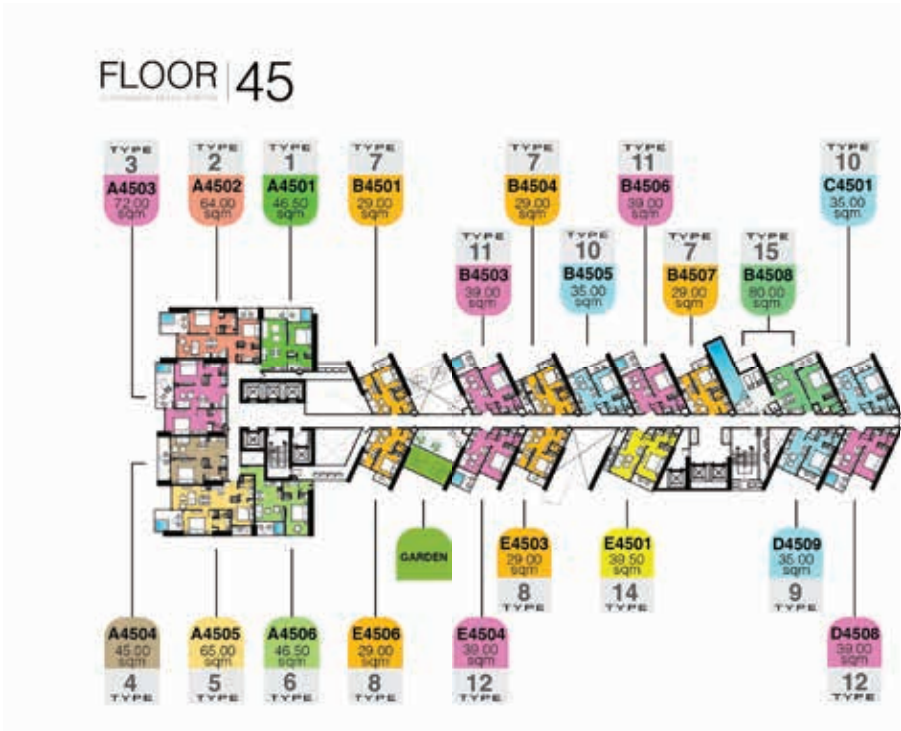 FLOOR | 45
TYPE
3
A4503
72.00
sqm
TYPE
2
A4502
64.00
sqm
TYPE
1
A4501
46.50
sqm
TYPE
7
B4501
29.00
sqm
TYPE
7
B4504
29.00
sqm
TYPE
11
B4506
39.00
sqm
TYPE
10
C4501
35.00
sqm
TYPE
11
B4503
39.00
sqm
TYPE
10
B4505
35.00
sqm
TYPE
7
B4507
29.00
sqm
TYPE
15
B4508
80.00
sqm
GARDEN
E4503
29.00
sqm
8
TYPE
E4501
39.50
sqm
14
TYPE
D4509
35.00
sqm
9
TYPE
A4504
45.00
sqm
4
TYPE
A4505
65.00
sqm
5
TYPE
A4506
46.50
sqm
6
TYPE
E4506
29.00
sqm
8
TYPE
E4504
39.00
sqm
12
TYPE
D4508
39.00
sqm
12
TYPE